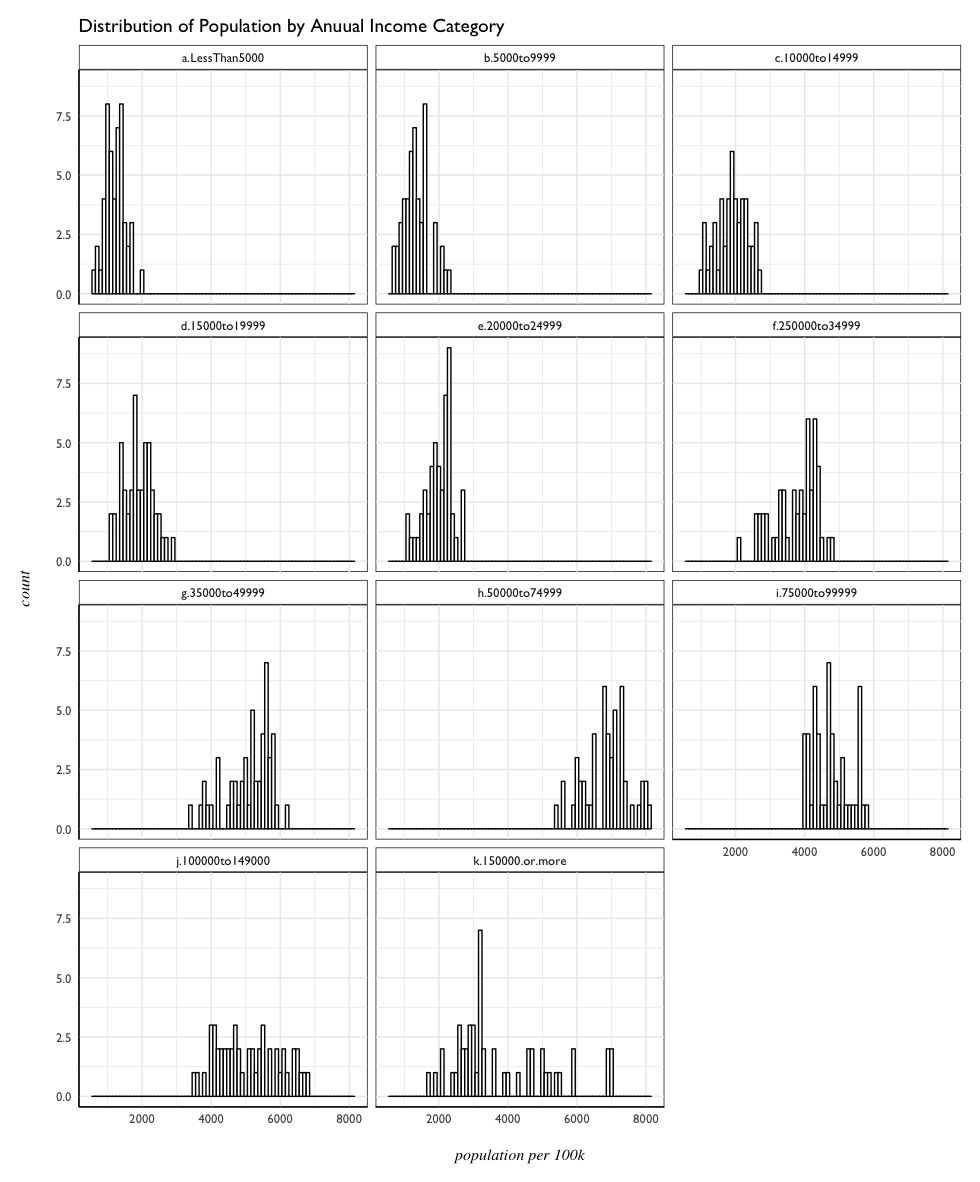 Distribution of Population by Anuual Income Category
a.LessThan5000
b.5000to9999
c.10000to14999
7.5
5.0
2.5
0.0
d.15000to19999
e.20000to24999
f.250000to34999
7.5
5.0
2.5
0.0
count
g.35000to49999
h.50000to74999
i.75000to99999
7.5
5.0
2.5
0.0
2000 4000 6000 8000
j.100000to149000
k.150000.or.more
7.5
5.0
2.5
0.0
2000 4000 6000 8000
2000 4000 6000 8000
population per 100k